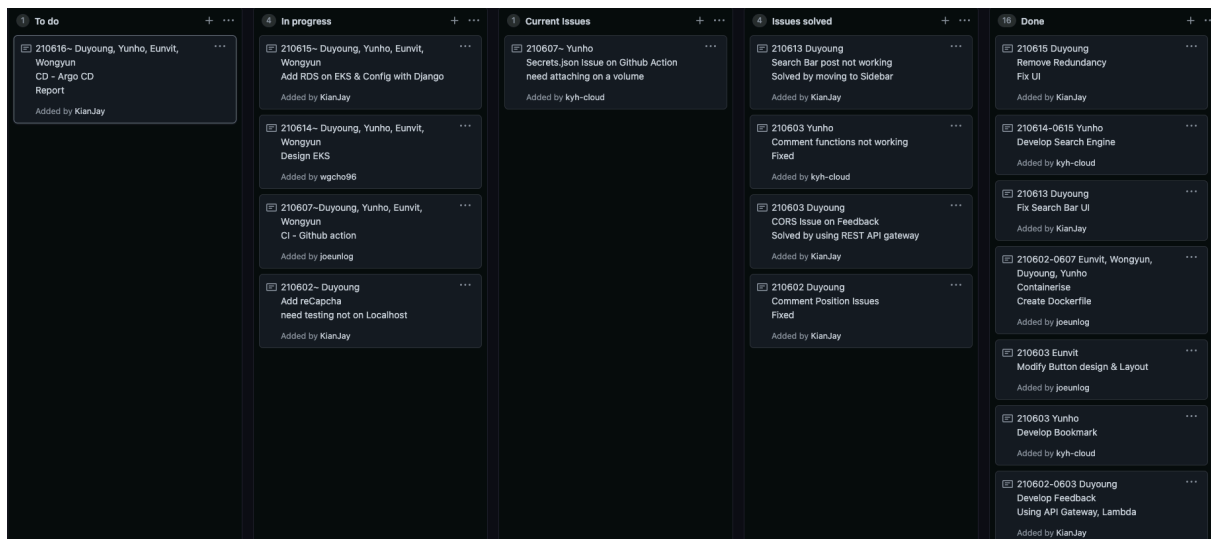 1 To do
210616~ Duyoung, Yunho, Eunvit,
Wongyun
CD - Argo CD
Report
Added by KianJay
4 In progress
210615~ Duyoung, Yunho, Eunvit,
Wongyun
Add RDS on EKS & Config with Django
Added by KianJay
210614~ Duyoung, Yunho, Eunvit,
Wongyun
Design EKS
Added by wgcho96
210607~Duyoung, Yunho, Eunvit,
Wongyun
CI - Github action
Added by joeunlog
210602~ Duyoung
Add reCapcha
need testing not on Localhost
Added by KianJay
1 Current Issues
210607~ Yunho
Secrets.json Issue on Github Action
need attaching on a volume
Added by kyh-cloud
4 Issues solved
210613 Duyoung
Search Bar post not working
Solved by moving to Sidebar
Added by KianJay
210603 Yunho
Comment functions not working
Fixed
Added by kyh-cloud
210603 Duyoung
CORS Issue on Feedback
Solved by using REST API gateway
Added by KianJay
210602 Duyoung
Comment Position Issues
Fixed
Added by KianJay
16 Done
210615 Duyoung
Remove Redundancy
Fix UI
Added by KianJay
210614-0615 Yunho
Develop Search Engine
Added by kyh-cloud
210613 Duyoung
Fix Search Bar UI
Added by KianJay
210602-0607 Eunvit, Wongyun,
Duyoung, Yunho
Containerise
Create Dockerfile
Added by joeunlog
210603 Eunvit
Modify Button design & Layout
Added by joeunlog
210603 Yunho
Develop Bookmark
Added by kyh-cloud
210602-0603 Duyoung
Develop Feedback
Using API Gateway, Lambda
Added by KianJay